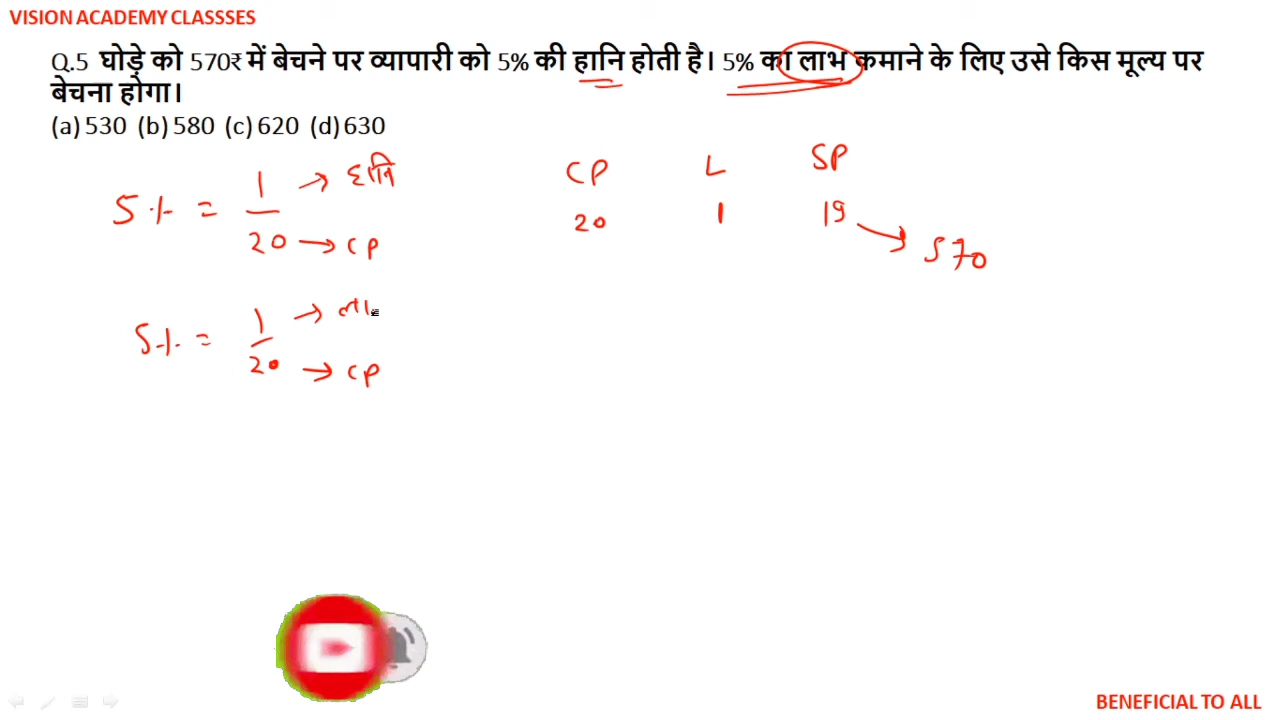 VISION ACADEMY CLASSSES
Q.5 घोड़े को 570₹ में बेचने पर व्यापारी को 5% की हानि होती है। 5% का लाभ कमाने के लिए उसे किस मूल्य पर
बेचना होगा।
(a) 530 (b) 580 (c) 620 (d) 630
5% = 1/20 → हानि → CP
CP L SP
20 1 19 → 570
5% = 1/20 → ला → CP
BENEFICIAL TO ALL